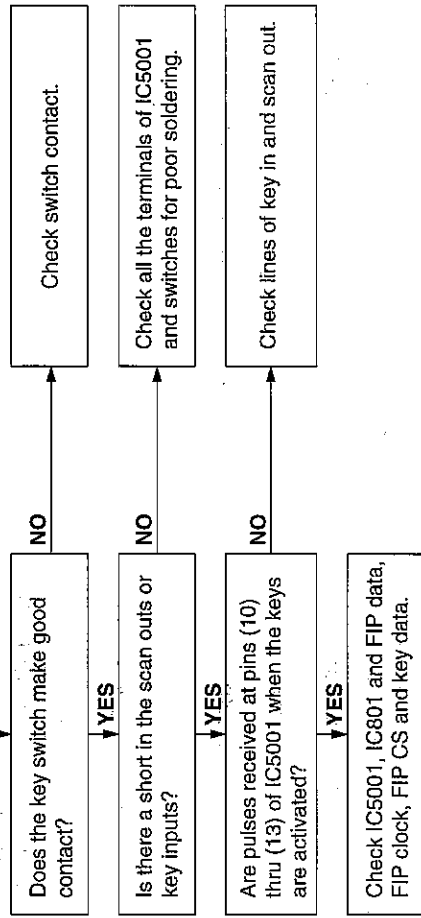 Does the key switch make good
contact?
NO
Check switch contact.
YES
Is there a short in the scan outs or
key inputs?
NO
Check all the terminals of IC5001
and switches for poor soldering.
YES
Are pulses received at pins (10)
thru (13) of IC5001 when the keys
are activated?
NO
Check lines of key in and scan out.
YES
Check IC5001, IC801 and FIP data,
FIP clock, FIP CS and key data.